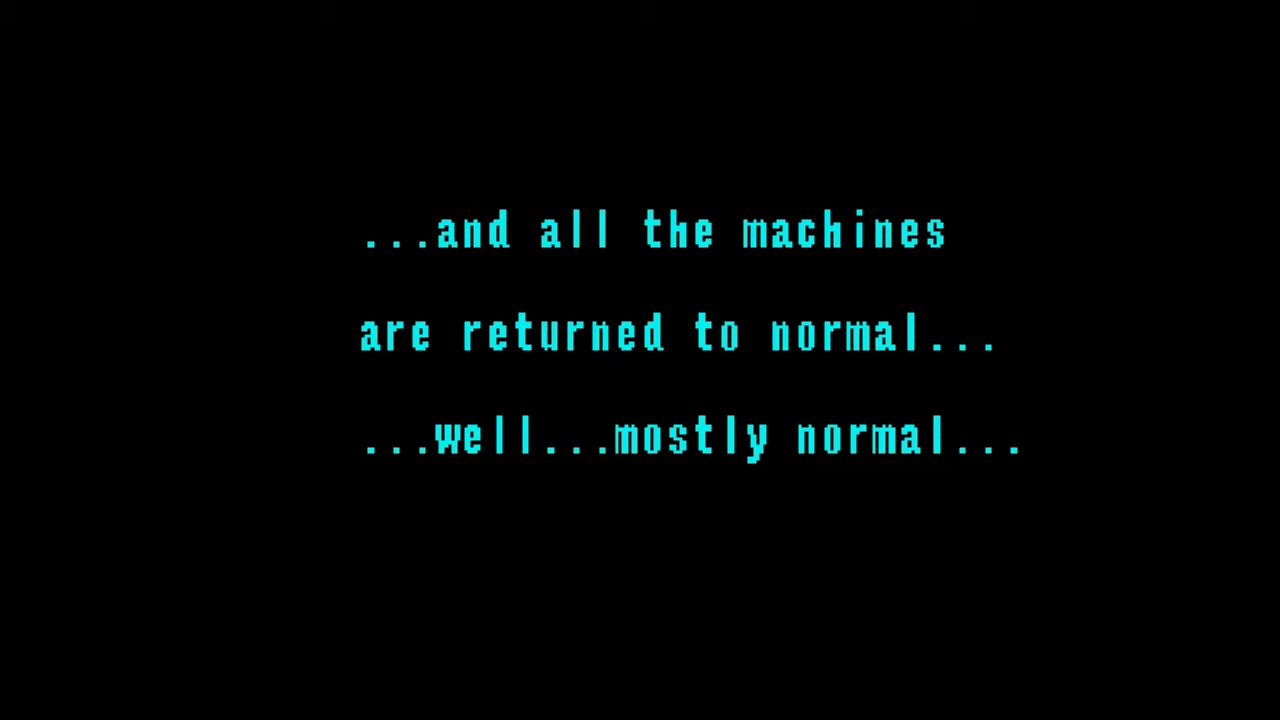 ...and all the machines
are returned to normal...
...well...mostly normal...